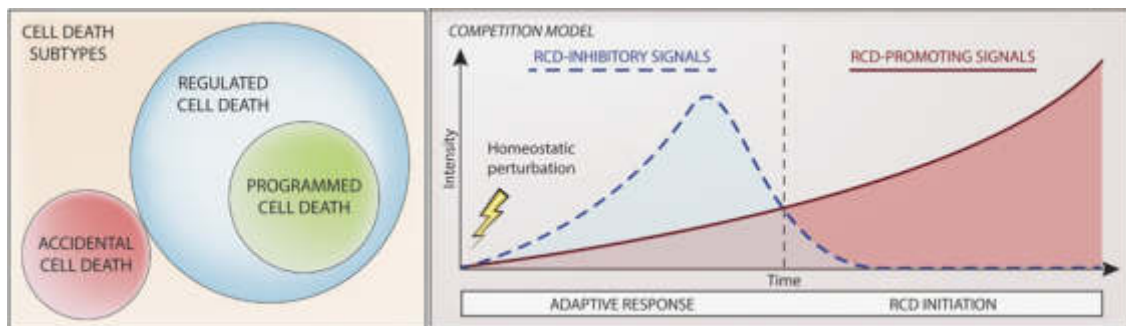 CELL DEATH
SUBTYPES
REGULATED
CELL DEATH
PROGRAMMED
CELL DEATH
ACCIDENTAL
CELL DEATH
COMPETITION MODEL
RCD-INHIBITORY SIGNALS
RCD-PROMOTING SIGNALS
Intensity
Homeostatic
perturbation
Time
ADAPTIVE RESPONSE
RCD INITIATION